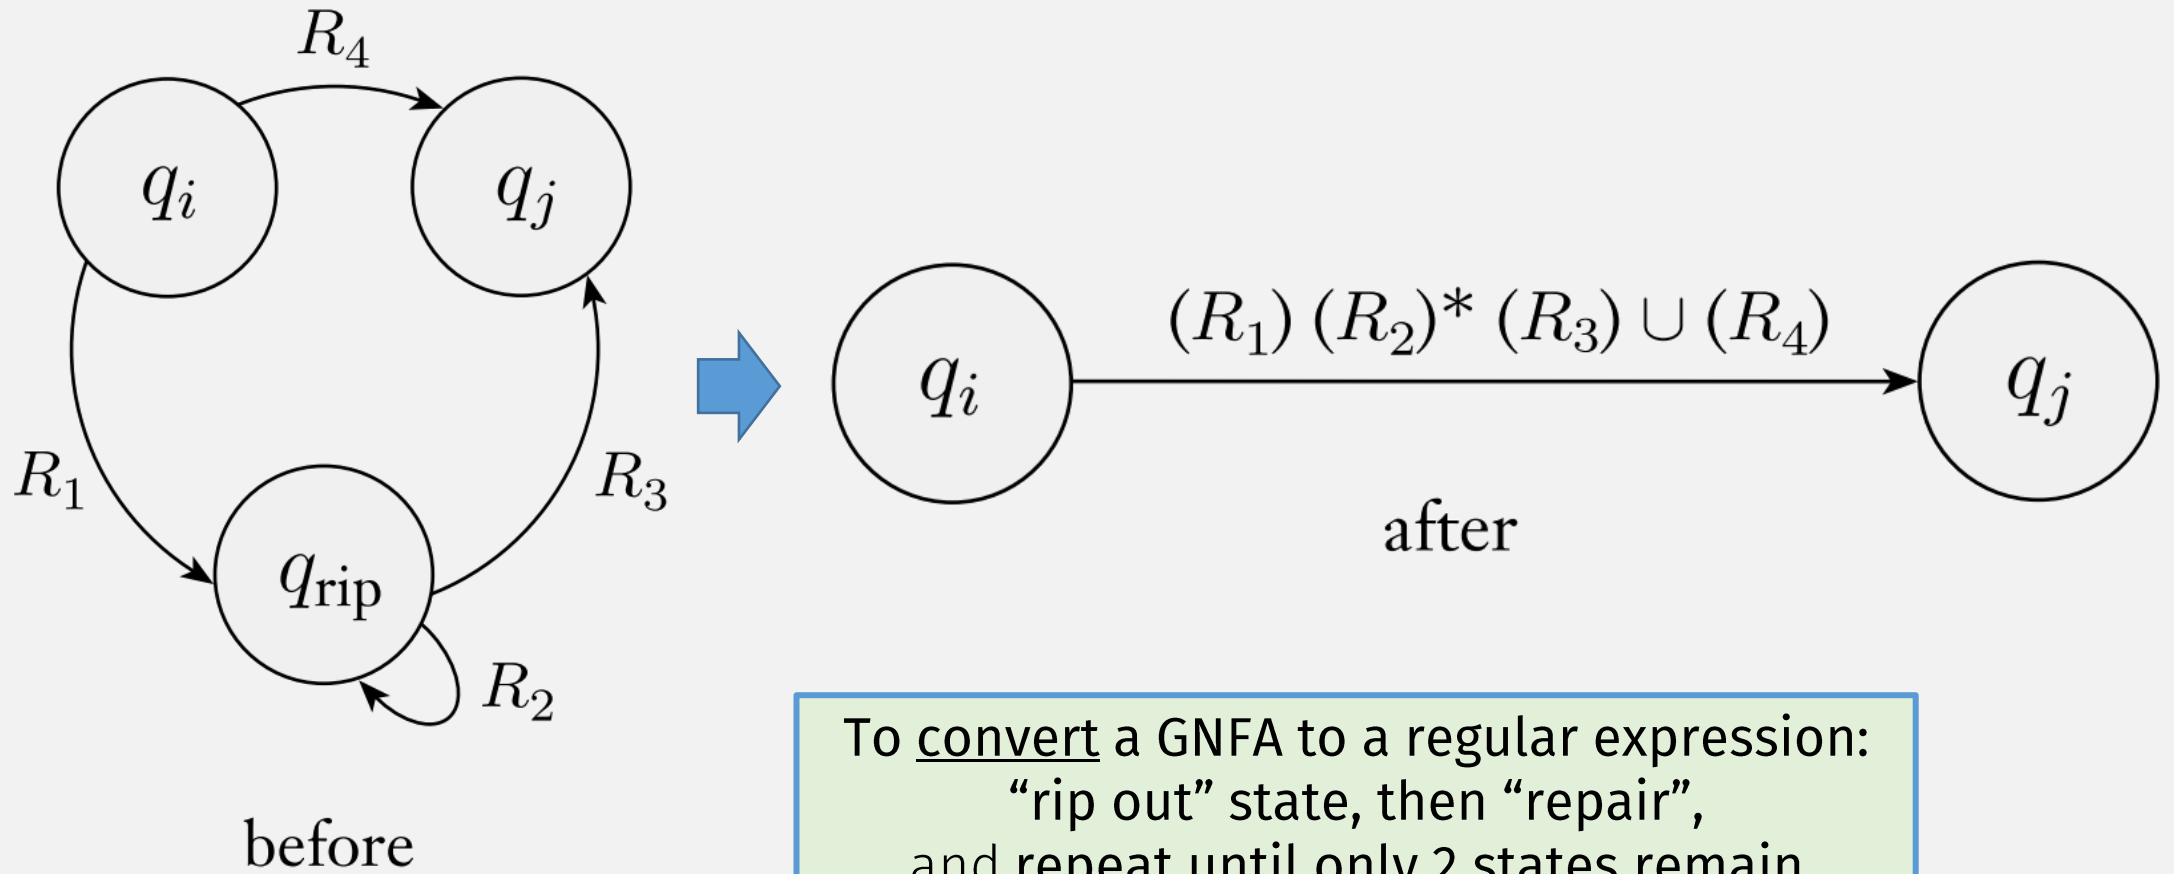 R₄
qᵢ
qⱼ
R₁
R₃
q_rip
R₂
before
qᵢ
(R₁) (R₂)* (R₃) ∪ (R₄)
qⱼ
after
To convert a GNFA to a regular expression:
“rip out” state, then “repair”,
and repeat until only 2 states remain